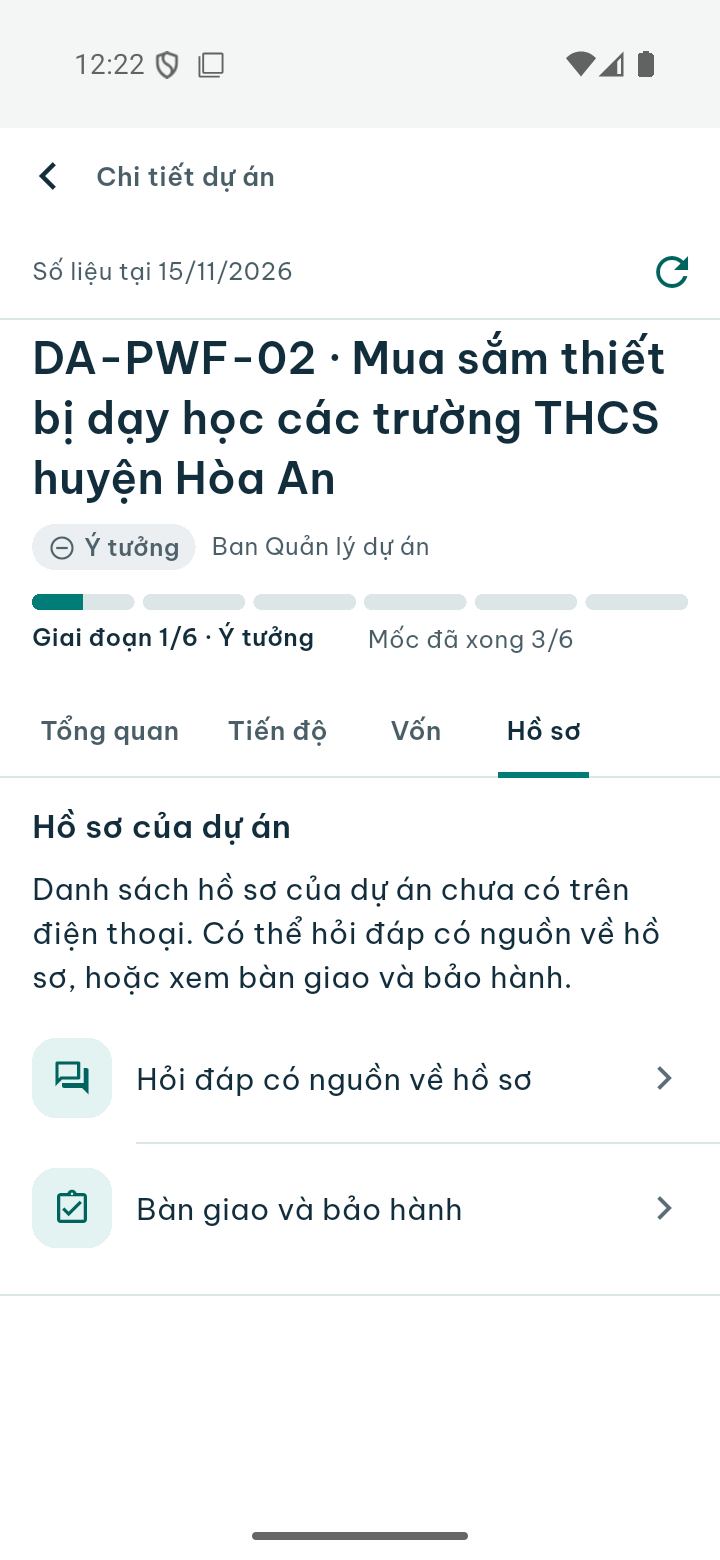 12:22
Chi tiết dự án
Số liệu tại 15/11/2026
DA-PWF-02 · Mua sắm thiết
bị dạy học các trường THCS
huyện Hòa An
Ý tưởng
Ban Quản lý dự án
Giai đoạn 1/6 · Ý tưởng
Mốc đã xong 3/6
Tổng quan
Tiến độ
Vốn
Hồ sơ
Hồ sơ của dự án
Danh sách hồ sơ của dự án chưa có trên
điện thoại. Có thể hỏi đáp có nguồn về hồ
sơ, hoặc xem bàn giao và bảo hành.
Hỏi đáp có nguồn về hồ sơ
Bàn giao và bảo hành